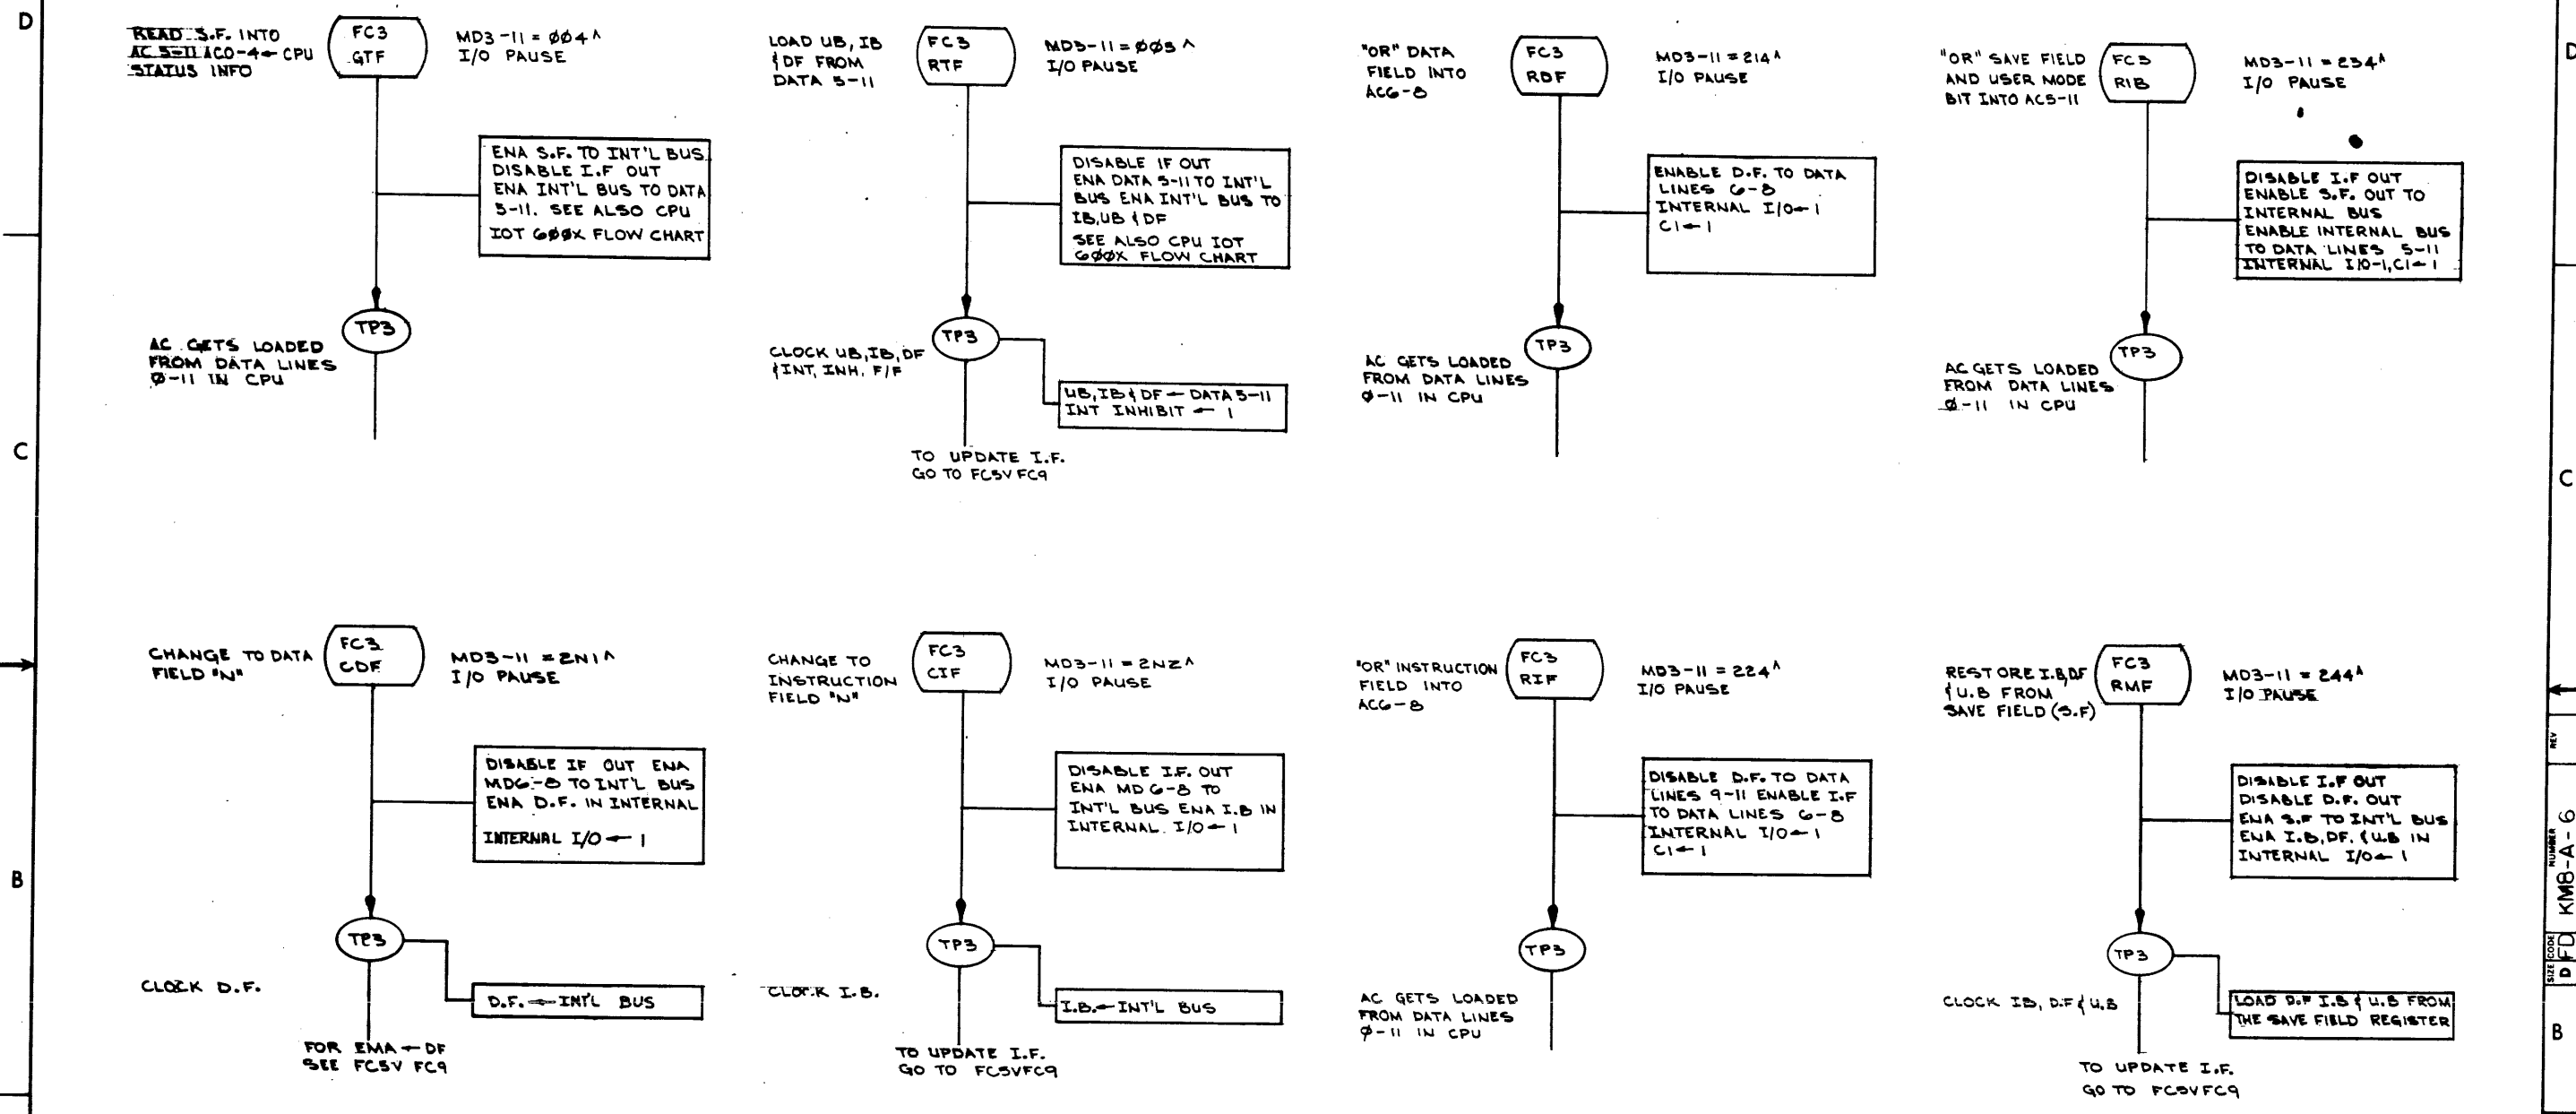 D
READ S.F. INTO
AC 5-11 AC0-4← CPU
STATUS INFO
FC3
GTF
MD3-11 = ØØ4 ^
I/O PAUSE
ENA S.F. TO INT'L BUS
DISABLE I.F OUT
ENA INT'L BUS TO DATA
5-11. SEE ALSO CPU
IOT 6ØØX FLOW CHART
TP3
AC GETS LOADED
FROM DATA LINES
Ø-11 IN CPU
LOAD UB, IB
& DF FROM
DATA 5-11
FC3
RTF
MD3-11 = ØØ5 ^
I/O PAUSE
DISABLE IF OUT
ENA DATA 5-11 TO INT'L
BUS ENA INT'L BUS TO
IB, UB & DF
SEE ALSO CPU IOT
6ØØX FLOW CHART
TP3
CLOCK UB, IB, DF
& INT, INH. F/F
UB, IB & DF ← DATA 5-11
INT INHIBIT ← 1
TO UPDATE I.F.
GO TO FC5V FC9
"OR" DATA
FIELD INTO
AC6-8
FC3
RDF
MD3-11 = 214 ^
I/O PAUSE
ENABLE D.F. TO DATA
LINES 6-8
INTERNAL I/O← 1
C1← 1
TP3
AC GETS LOADED
FROM DATA LINES
Ø-11 IN CPU
"OR" SAVE FIELD
AND USER MODE
BIT INTO AC5-11
FC3
RIB
MD3-11 = 234 ^
I/O PAUSE
DISABLE I.F OUT
ENABLE S.F. OUT TO
INTERNAL BUS
ENABLE INTERNAL BUS
TO DATA LINES 5-11
INTERNAL I/O-1, C1← 1
TP3
AC GETS LOADED
FROM DATA LINES
Ø-11 IN CPU
D
C
C
CHANGE TO DATA
FIELD "N"
FC3
CDF
MD3-11 = 2N1 ^
I/O PAUSE
DISABLE IF OUT ENA
MD6-8 TO INT'L BUS
ENA D.F. IN INTERNAL
INTERNAL I/O ← 1
TP3
CLOCK D.F.
D.F. ← INT'L BUS
FOR EMA ← DF
SEE FC5V FC9
CHANGE TO
INSTRUCTION
FIELD "N"
FC3
CIF
MD3-11 = 2N2 ^
I/O PAUSE
DISABLE I.F. OUT
ENA MD 6-8 TO
INT'L BUS ENA I.B IN
INTERNAL. I/O← 1
TP3
CLOCK I.B.
I.B.← INT'L BUS
TO UPDATE I.F.
GO TO FC5VFC9
"OR" INSTRUCTION
FIELD INTO
AC6-8
FC3
RIF
MD3-11 = 224 ^
I/O PAUSE
DISABLE D.F. TO DATA
LINES 9-11 ENABLE I.F
TO DATA LINES 6-8
INTERNAL I/O← 1
C1← 1
TP3
AC GETS LOADED
FROM DATA LINES
Ø-11 IN CPU
RESTORE I.B, DF
& U.B FROM
SAVE FIELD (S.F)
FC3
RMF
MD3-11 = 244 ^
I/O PAUSE
DISABLE I.F OUT
DISABLE D.F. OUT
ENA S.F TO INT'L BUS
ENA I.B, DF. & U.B IN
INTERNAL I/O← 1
TP3
CLOCK IB, D.F & U.B
LOAD D.F I.B & U.B FROM
THE SAVE FIELD REGISTER
TO UPDATE I.F.
GO TO FC5VFC9
B
B
SIZE D
CODE FD
NUMBER KM8-A-6
REV